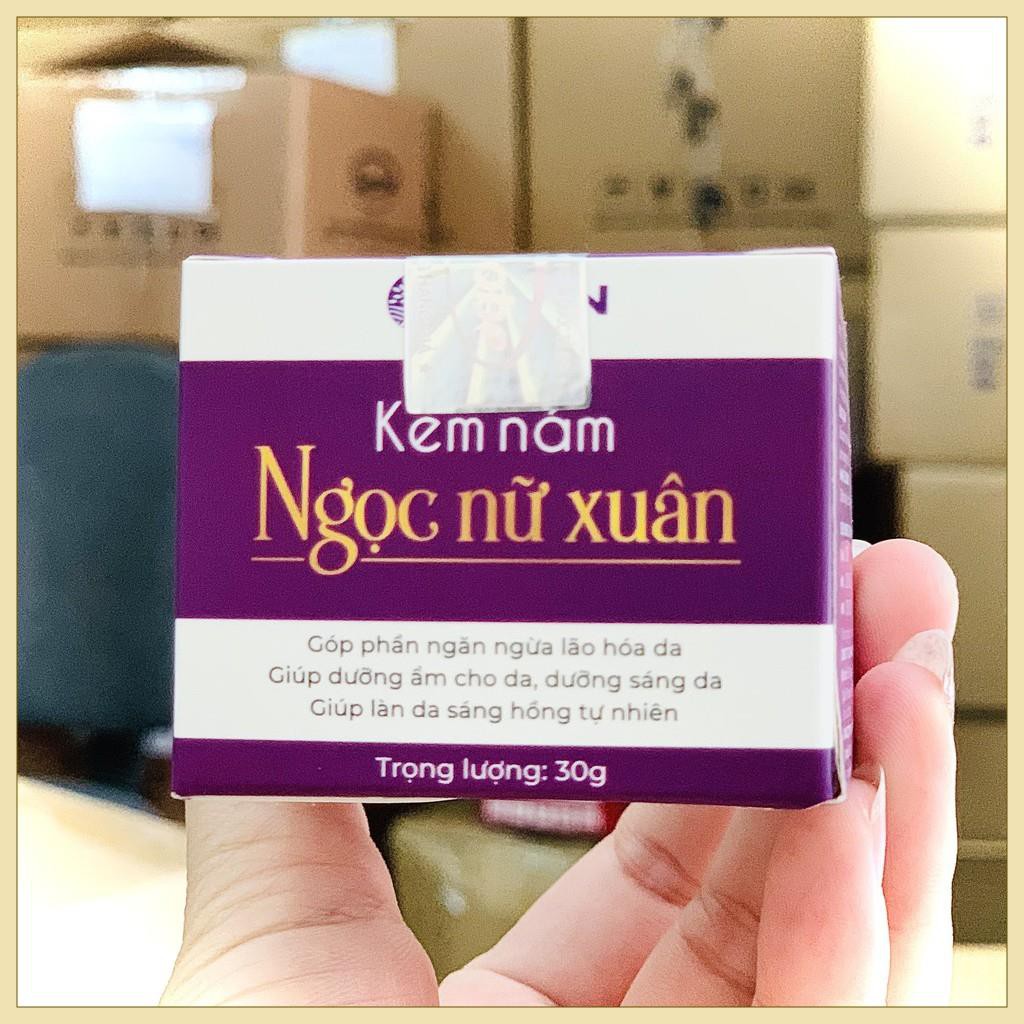 Kem nám
Ngọc nữ xuân
Góp phần ngăn ngừa lão hóa da
Giúp dưỡng ẩm cho da, dưỡng sáng da
Giúp làn da sáng hồng tự nhiên
Trọng lượng: 30g